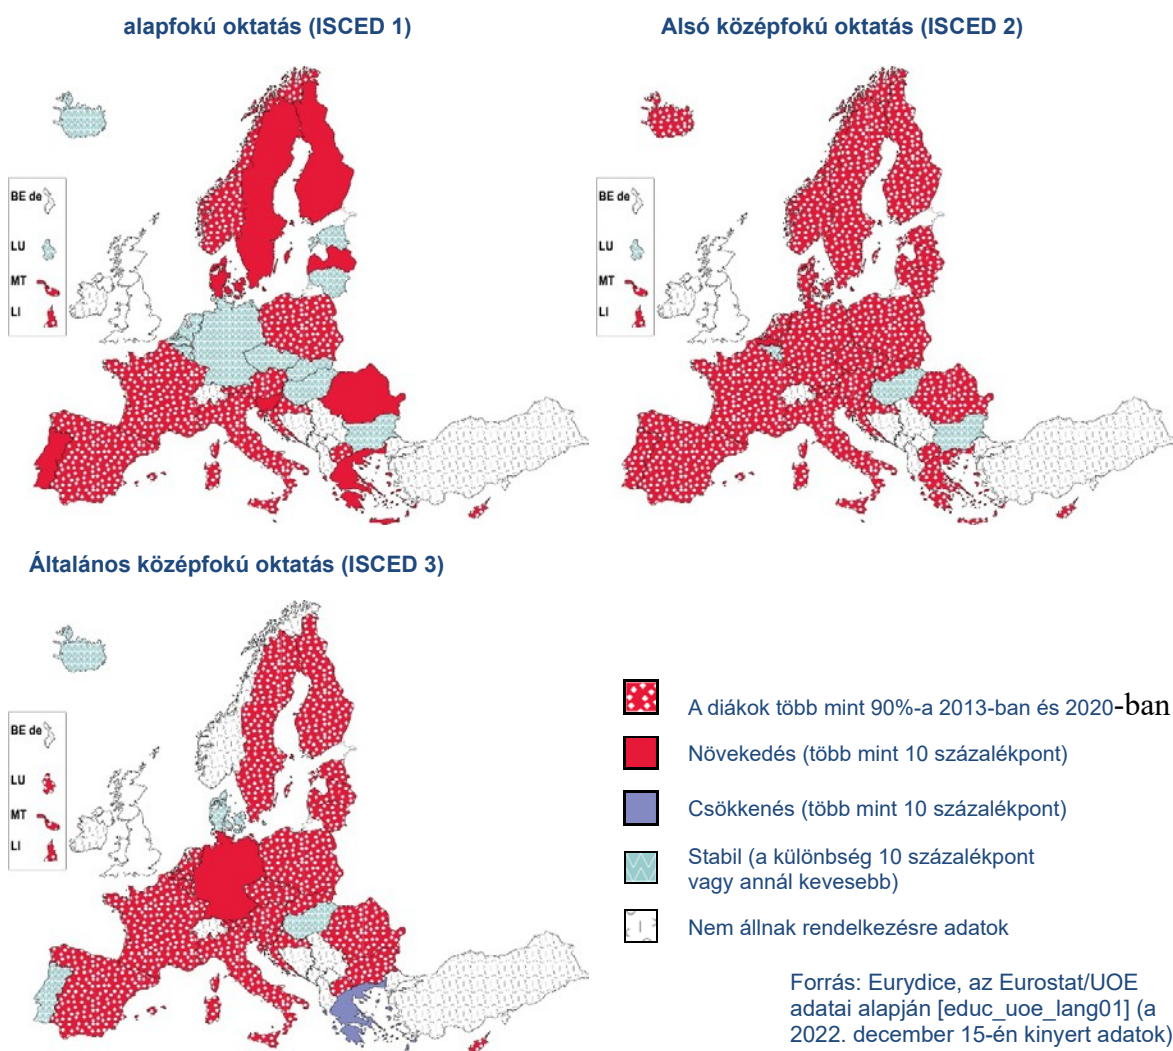 alapfokú oktatás (ISCED 1)
Alsó középfokú oktatás (ISCED 2)
BE de
LU
MT
LI
BE de
LU
MT
LI
Általános középfokú oktatás (ISCED 3)
BE de
LU
MT
LI
A diákok több mint 90%-a 2013-ban és 2020-ban
Növekedés (több mint 10 százalékpont)
Csökkenés (több mint 10 százalékpont)
Stabil (a különbség 10 százalékpont
vagy annál kevesebb)
Nem állnak rendelkezésre adatok
Forrás: Eurydice, az Eurostat/UOE
adatai alapján [educ_uoe_lang01] (a
2022. december 15-én kinyert adatok)